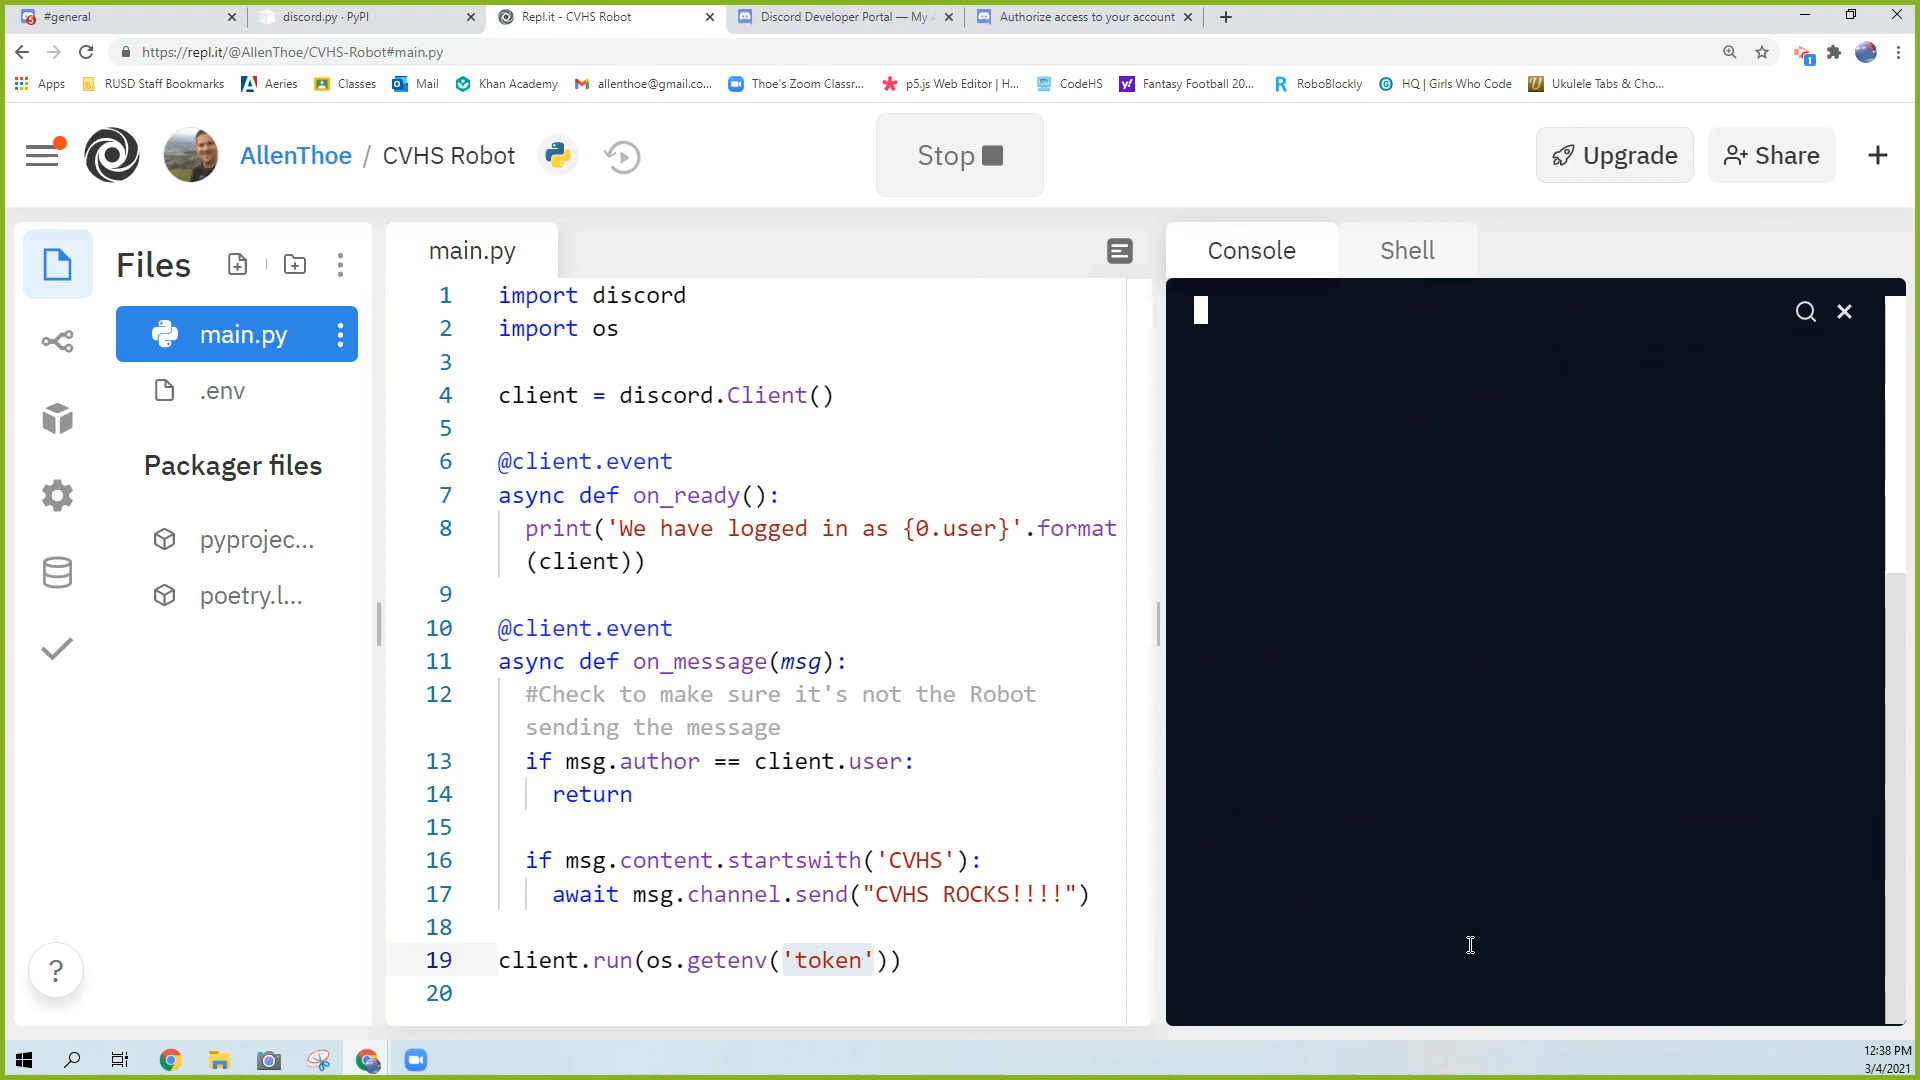 #general
discord.py · PyPI
Repl.it - CVHS Robot
Discord Developer Portal — My
Authorize access to your account
https://repl.it/@AllenThoe/CVHS-Robot#main.py
1
Apps
RUSD Staff Bookmarks
Aeries
Classes
Mail
Khan Academy
allenthoe@gmail.co...
Thoe's Zoom Classr...
p5.js Web Editor | H...
CodeHS
Fantasy Football 20...
RoboBlockly
HQ | Girls Who Code
Ukulele Tabs & Cho...
AllenThoe / CVHS Robot
Stop
Upgrade
Share
Files
main.py
.env
Packager files
pyprojec...
poetry.l...
?
main.py
1 import discord
2 import os
3
4 client = discord.Client()
5
6 @client.event
7 async def on_ready():
8 print('We have logged in as {0.user}'.format
(client))
9
10 @client.event
11 async def on_message(msg):
12 #Check to make sure it's not the Robot
sending the message
13 if msg.author == client.user:
14 return
15
16 if msg.content.startswith('CVHS'):
17 await msg.channel.send("CVHS ROCKS!!!!")
18
19 client.run(os.getenv('token'))
20
Console
Shell
12:38 PM
3/4/2021